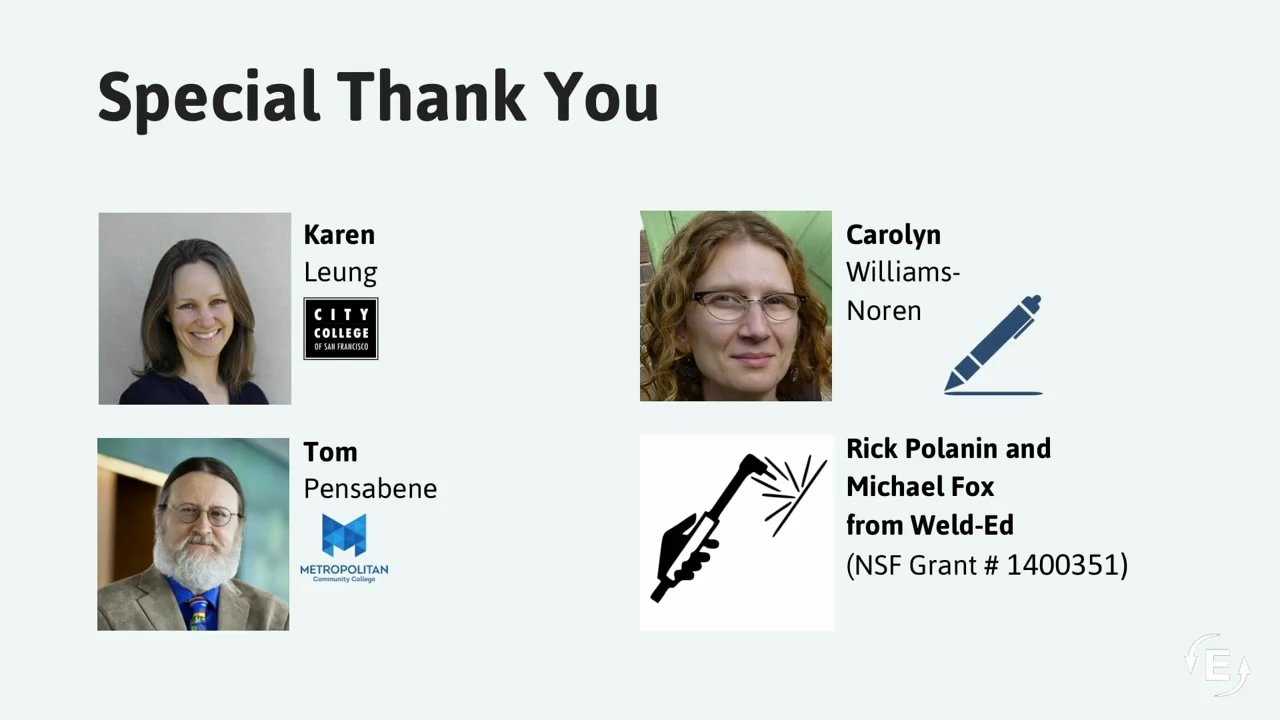 Special Thank You
Karen
Leung
CITY
COLLEGE
OF SAN FRANCISCO
Carolyn
Williams-
Noren
Tom
Pensabene
METROPOLITAN
Community College
Rick Polanin and
Michael Fox
from Weld-Ed
(NSF Grant # 1400351)
E